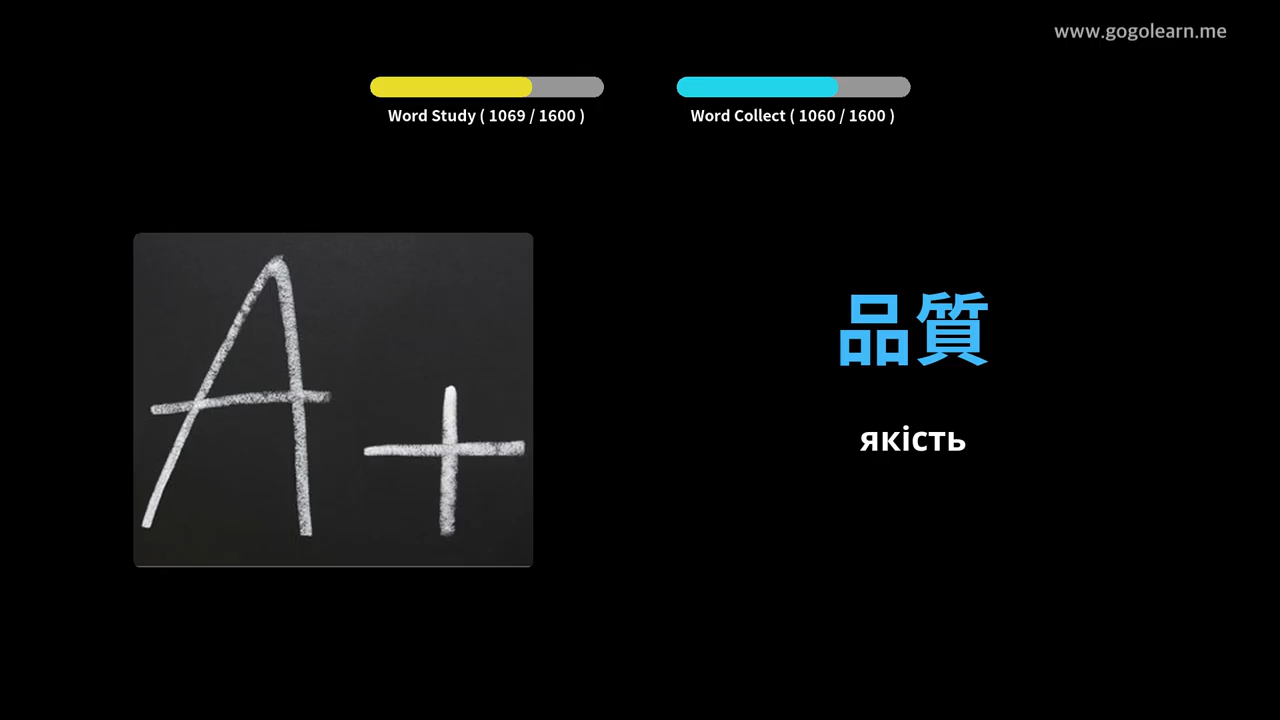 www.gogolearn.me
Word Study ( 1069 / 1600 )
Word Collect ( 1060 / 1600 )
A+
品質
якість